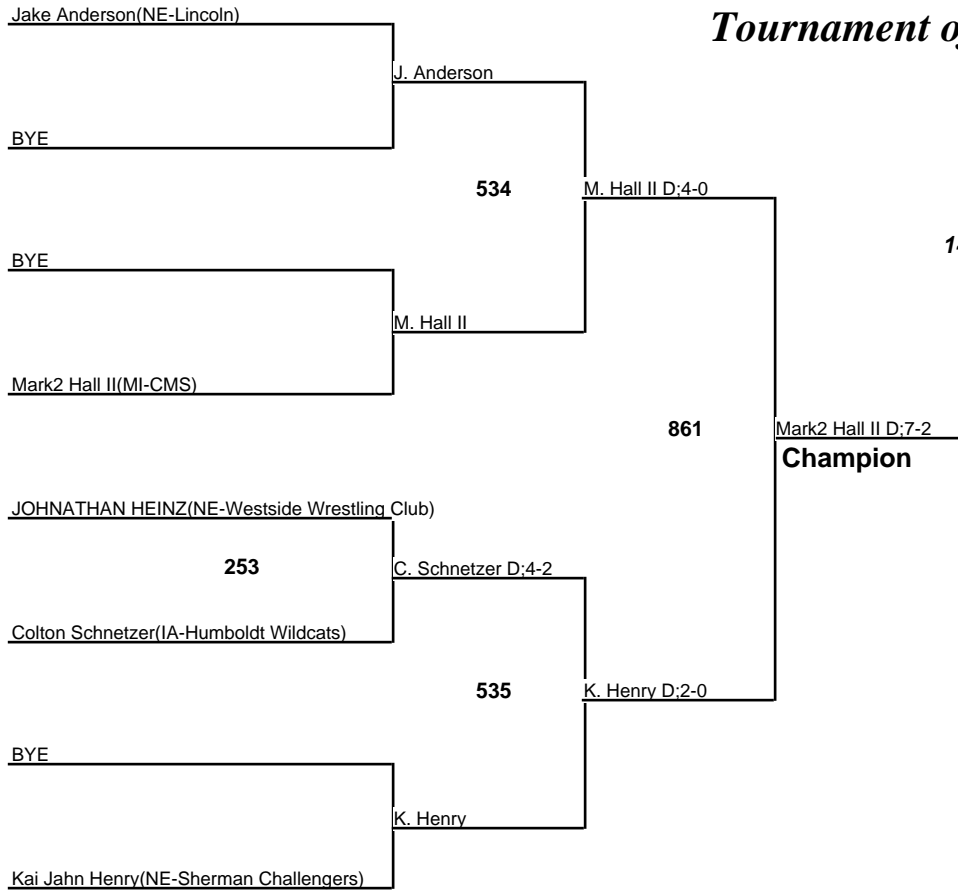 Jake Anderson(NE-Lincoln)
Tournament o
J. Anderson
BYE
534
M. Hall II D;4-0
BYE
M. Hall II
Mark2 Hall II(MI-CMS)
861
Mark2 Hall II D;7-2
Champion
JOHNATHAN HEINZ(NE-Westside Wrestling Club)
253
C. Schnetzer D;4-2
Colton Schnetzer(IA-Humboldt Wildcats)
535
K. Henry D;2-0
BYE
K. Henry
Kai Jahn Henry(NE-Sherman Challengers)